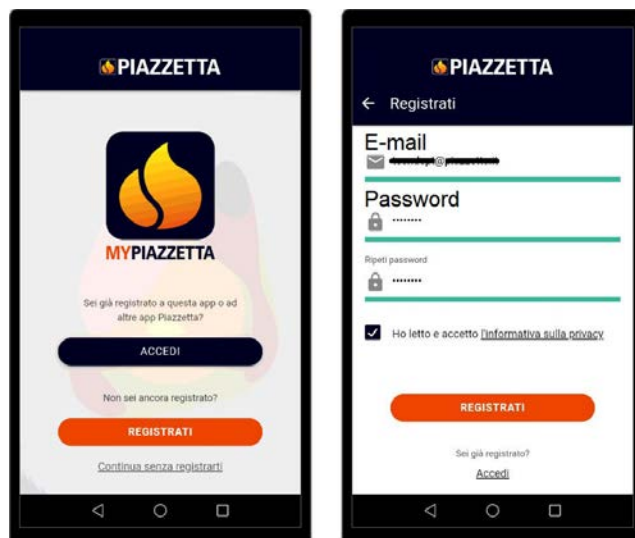 PIAZZETTA
MYPIAZZETTA
Sei già registrato a questa app o ad
altre app Piazzetta?
ACCEDI
Non sei ancora registrato?
REGISTRATI
Continua senza registrarti
PIAZZETTA
Registrati
E-mail
Password
Ripeti password
Ho letto e accetto l'informativa sulla privacy
REGISTRATI
Sei già registrato?
Accedi